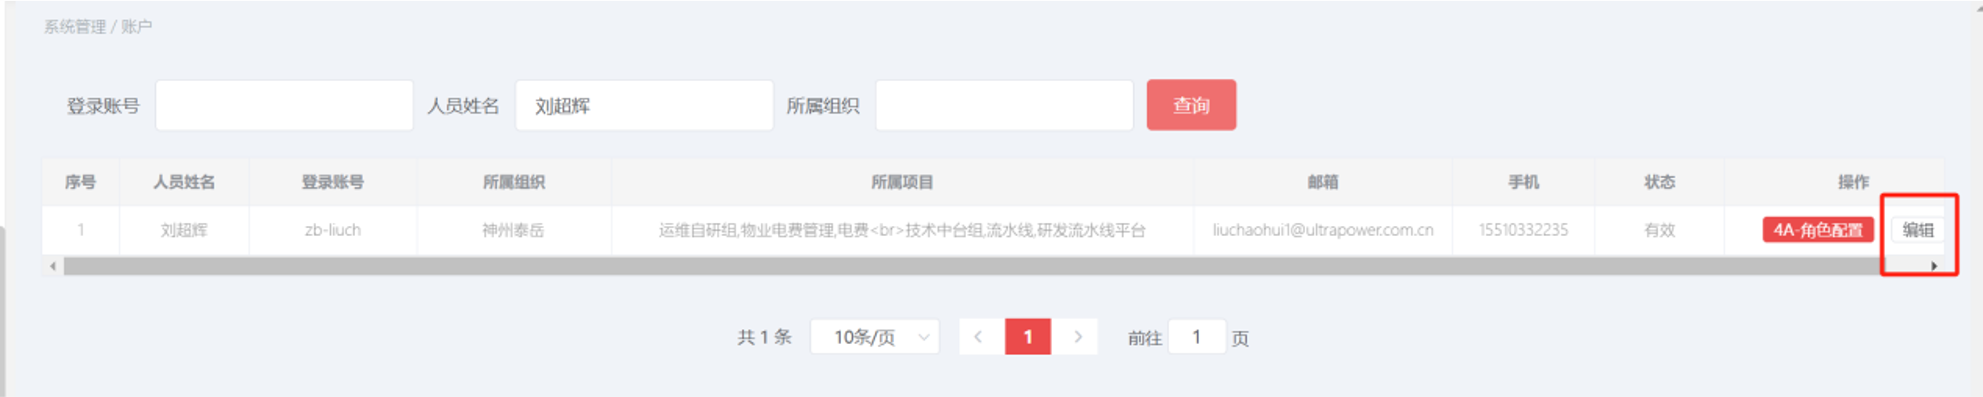 系统管理 / 账户
登录账号 人员姓名 刘超辉 所属组织 查询
序号 人员姓名 登录账号 所属组织 所属项目 邮箱 手机 状态 操作
1 刘超辉 zb-liuch 神州泰岳 运维自研组,物业电费管理,电费<br>技术中台组,流水线,研发流水线平台 liuchaohui1@ultrapower.com.cn 15510332235 有效 4A-角色配置 编辑
共 1 条 10条/页 1 前往 1 页